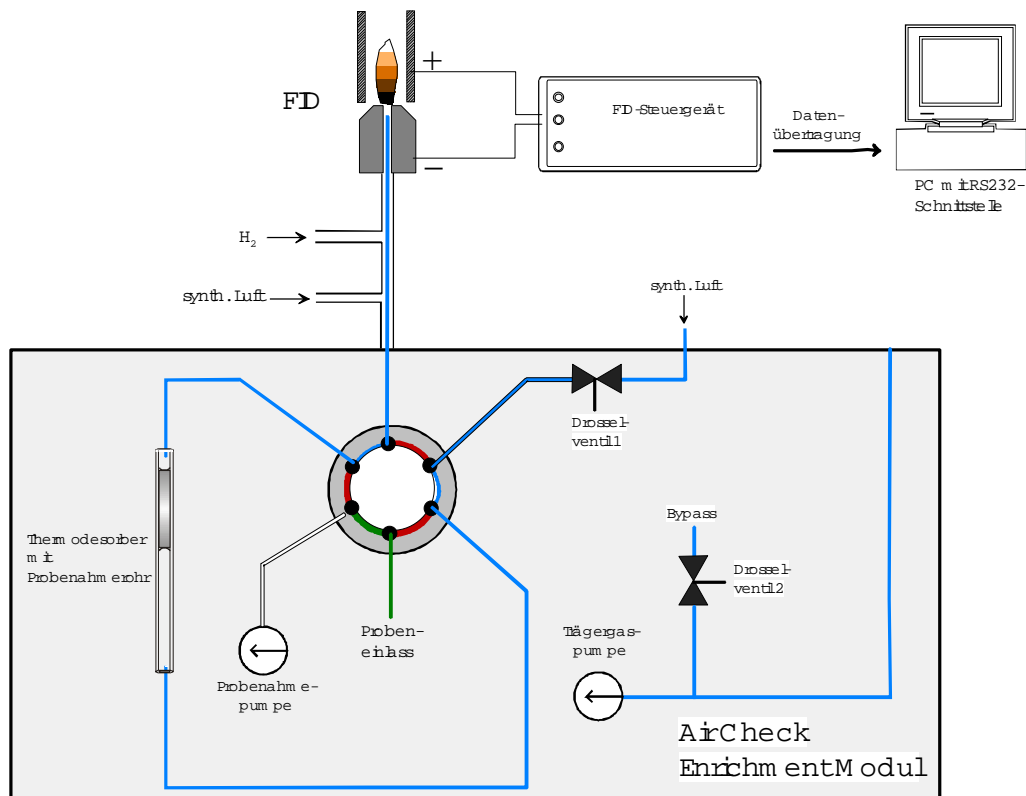 +
FID
FID-Steuergerät
Daten-
übertragung
−
PC mit RS232-
Schnittstelle
H₂
synth. Luft
synth. Luft
Drossel-
ventil 1
Thermodesorber
mit
Probenahmerohr
Bypass
Drossel-
ventil 2
Proben-
einlass
Trägergas-
pumpe
Probenahme-
pumpe
AirCheck
Enrichment Modul